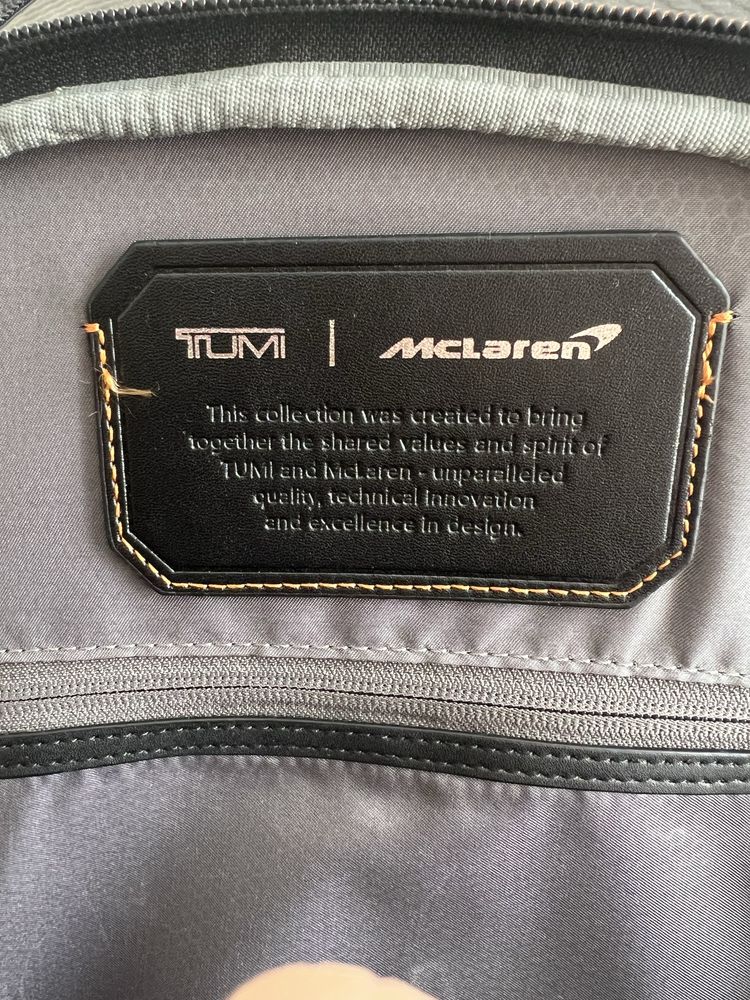 TUMI | McLaren
This collection was created to bring
together the shared values and spirit of
TUMI and McLaren - unparalleled
quality, technical innovation
and excellence in design.